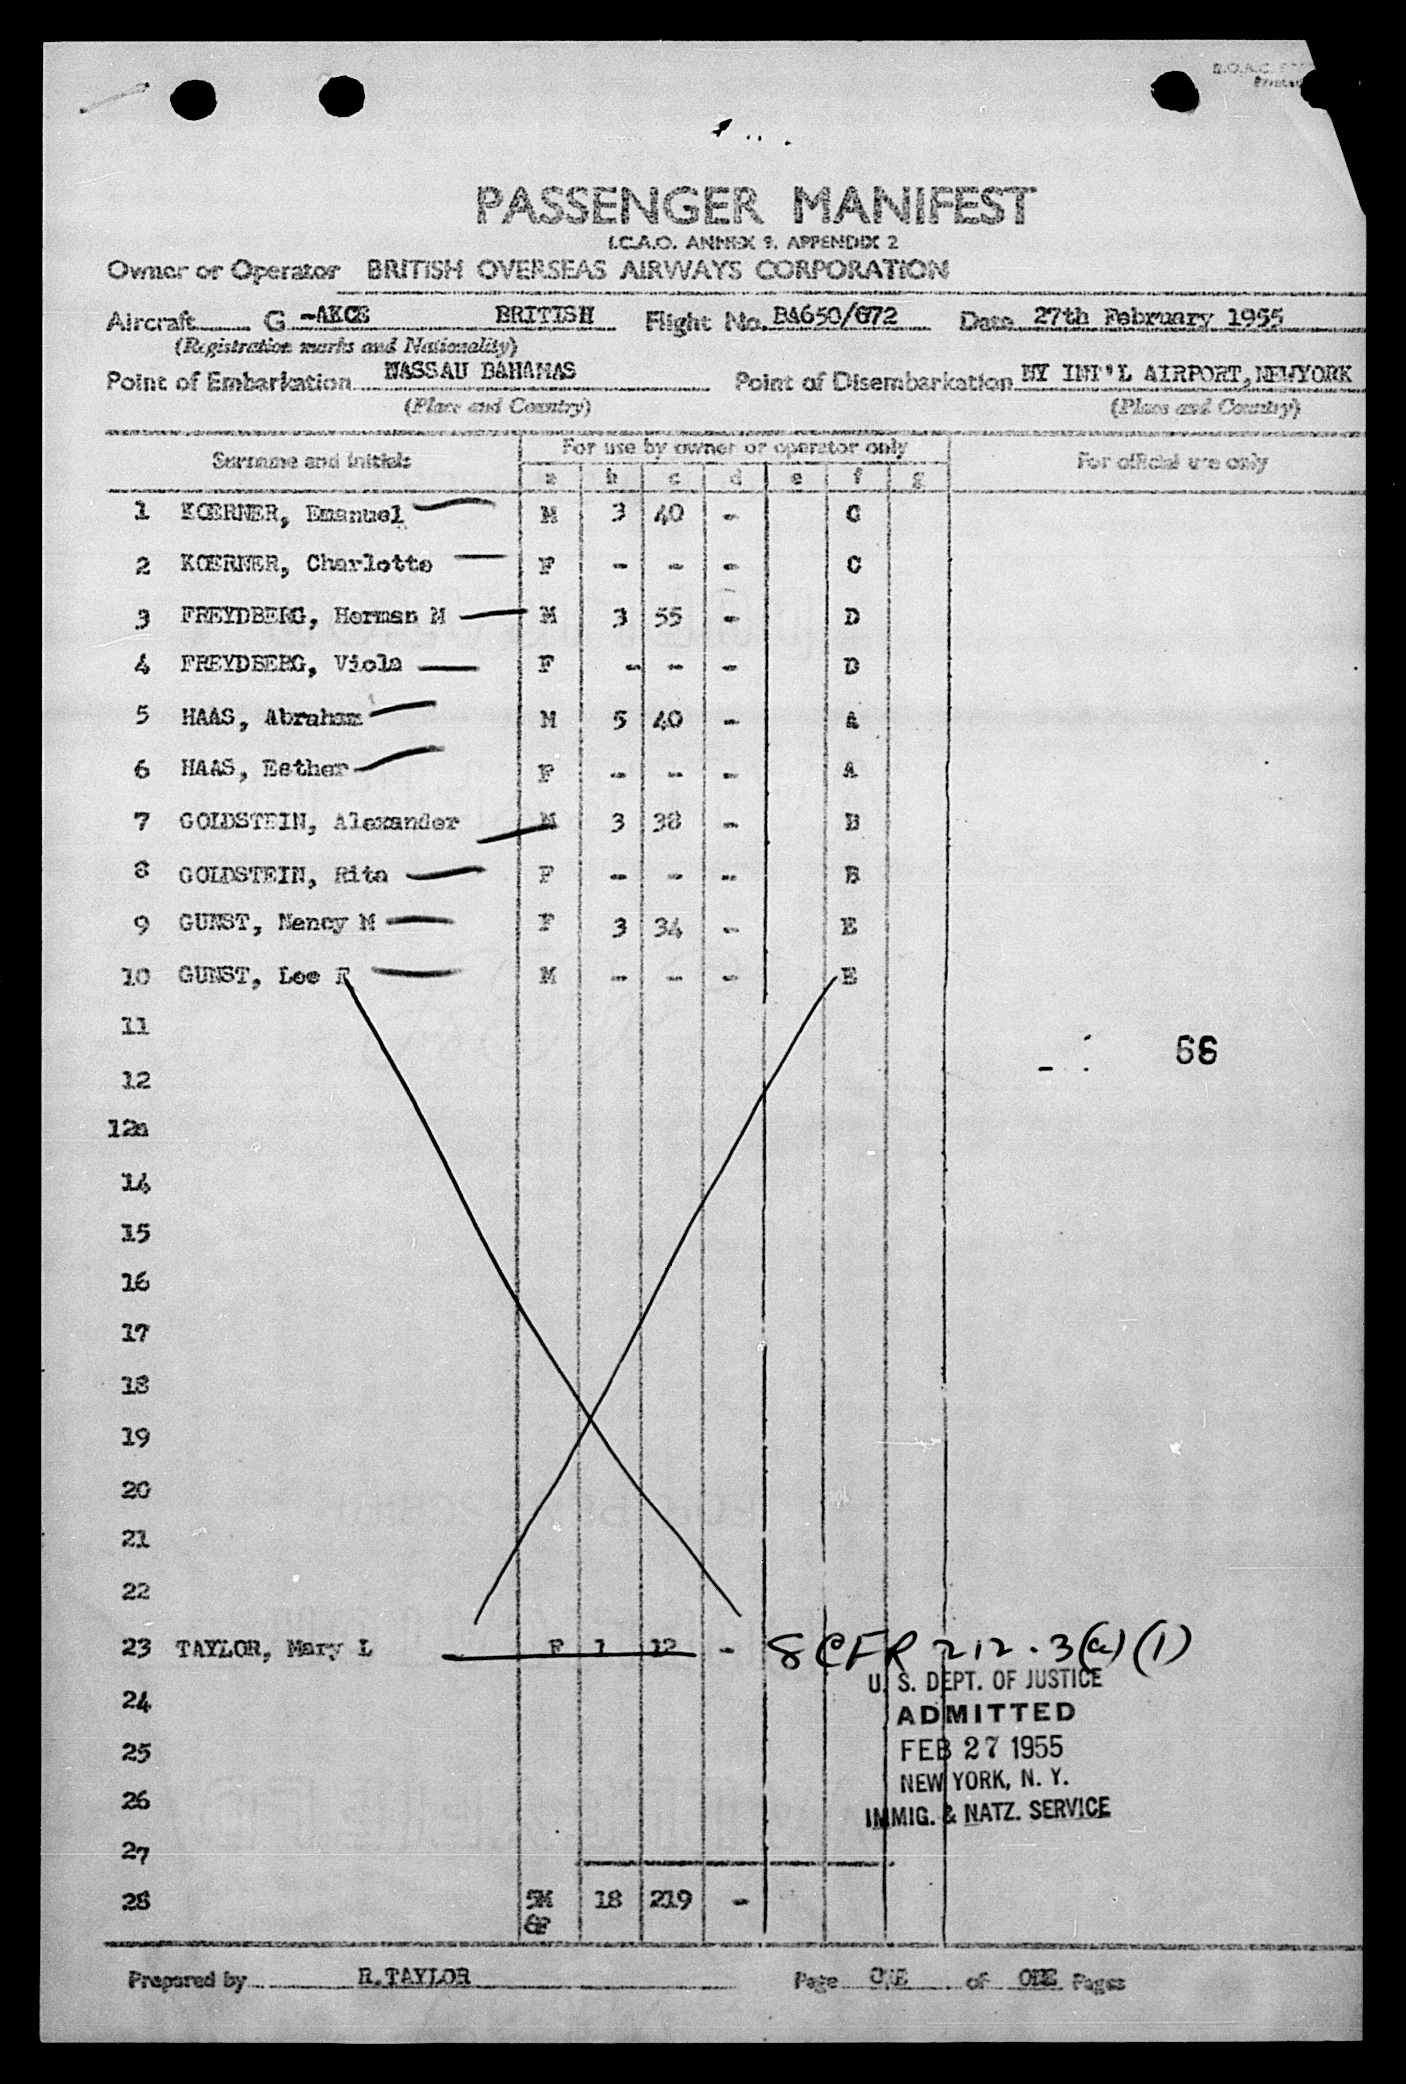 B.O.A.C.
Printed
PASSENGER MANIFEST
I.C.A.O. ANNEX 9, APPENDIX 2
Owner or Operator BRITISH OVERSEAS AIRWAYS CORPORATION
Aircraft G -AKCE BRITISH Flight No. BA650/072 Date 27th February 1955
(Registration marks and Nationality)
Point of Embarkation NASSAU BAHAMAS Point of Disembarkation NY INT'L AIRPORT, NEWYORK
(Place and Country) (Place and Country)
Surname and Initials For use by owner or operator only For official use only
a b c d e f g
1 KOERNER, Emanuel M 3 40 - C
2 KOERNER, Charlotte F - - - C
3 FREYDBERG, Herman M M 3 55 - D
4 FREYDBERG, Viola F - - - D
5 HAAS, Abraham M 5 40 - A
6 HAAS, Esther F - - - A
7 GOLDSTEIN, Alexander M 3 38 - B
8 GOLDSTEIN, Rita F - - - B
9 GUNST, Nancy M F 3 34 - E
10 GUNST, Lee F M - - - E
11
66
12
12a
14
15
16
17
18
19
20
21
22
23 TAYLOR, Mary L F 1 12 - 8 CFR 212.3(a)(1)
U. S. DEPT. OF JUSTICE
24
ADMITTED
25 FEB 27 1955
NEW YORK, N. Y.
26 IMMIG. & NATZ. SERVICE
27
28 5M 18 219 -
6F
Prepared by R.TAYLOR Page ONE of ONE Pages